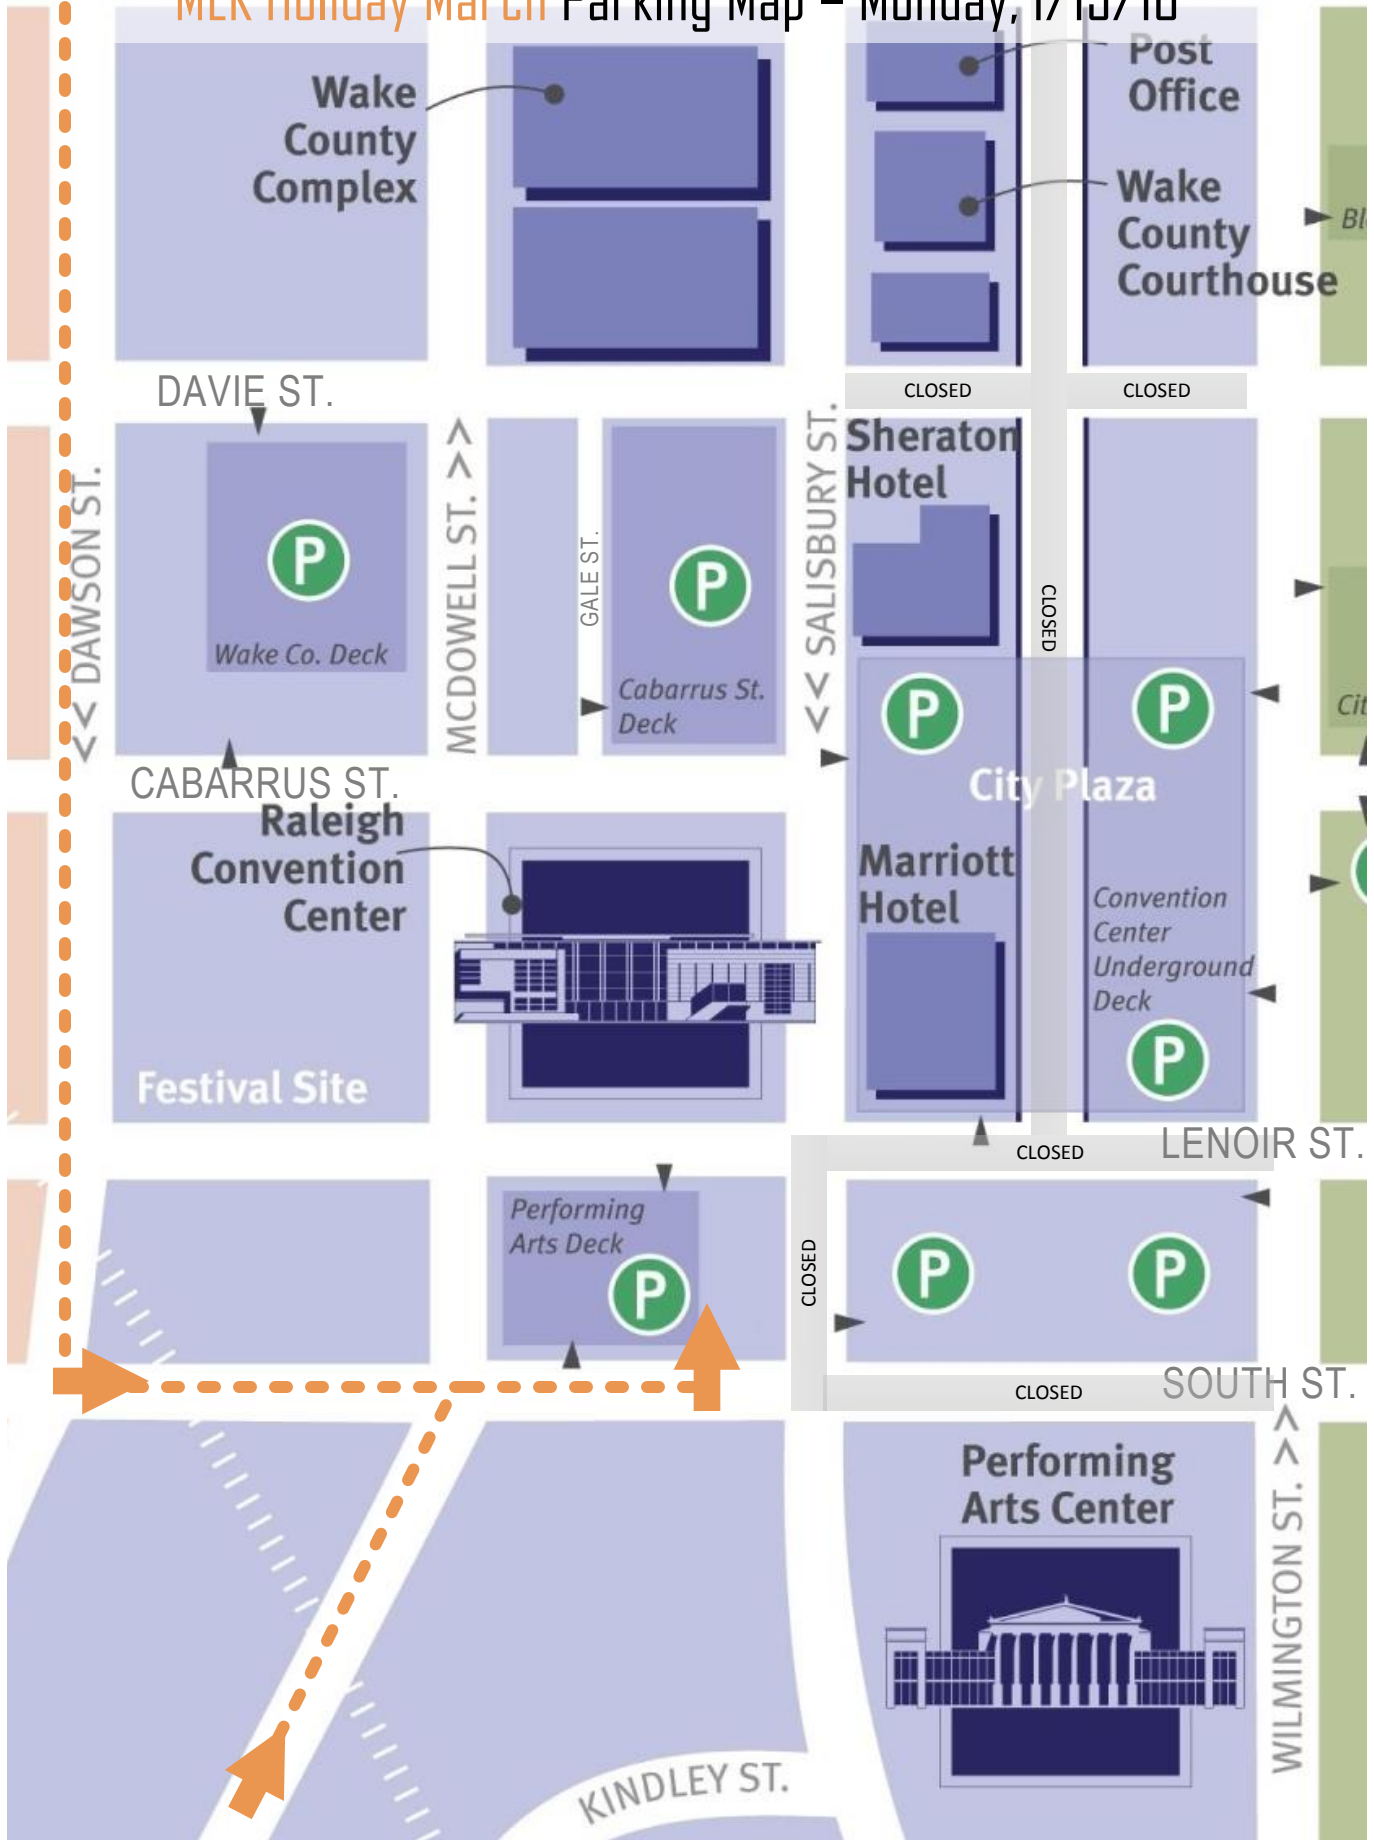 MLK Holiday March Parking Map – Monday, 1/15/18
Post
Office
Wake
County
Complex
Wake
County
Courthouse
DAVIE ST.
CLOSED
CLOSED
Sheraton
Hotel
<< DAWSON ST.
MCDOWELL ST. >>
GALE ST.
<< SALISBURY ST.
CLOSED
P
P
Wake Co. Deck
Cabarrus St.
Deck
P
P
City Plaza
CABARRUS ST.
Raleigh
Convention
Center
Marriott
Hotel
Convention
Center
Underground
Deck
P
Festival Site
CLOSED
LENOIR ST.
Performing
Arts Deck
P
CLOSED
P
P
CLOSED
SOUTH ST.
Performing
Arts Center
WILMINGTON ST. >>
KINDLEY ST.